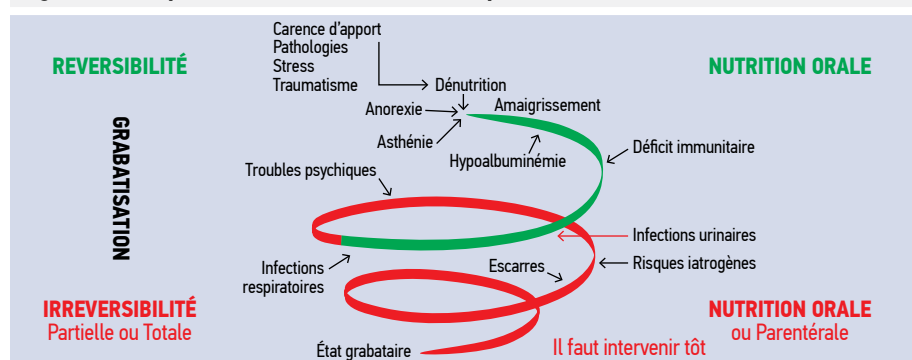 Carence d'apport
Pathologies
Stress
Traumatisme
Dénutrition
REVERSIBILITÉ
NUTRITION ORALE
Anorexie
Amaigrissement
Asthénie
Hypoalbuminémie
Déficit immunitaire
GRABATISATION
Troubles psychiques
Infections urinaires
Infections
respiratoires
Escarres
Risques iatrogènes
IRREVERSIBILITÉ
Partielle ou Totale
NUTRITION ORALE
ou Parentérale
État grabataire
Il faut intervenir tôt